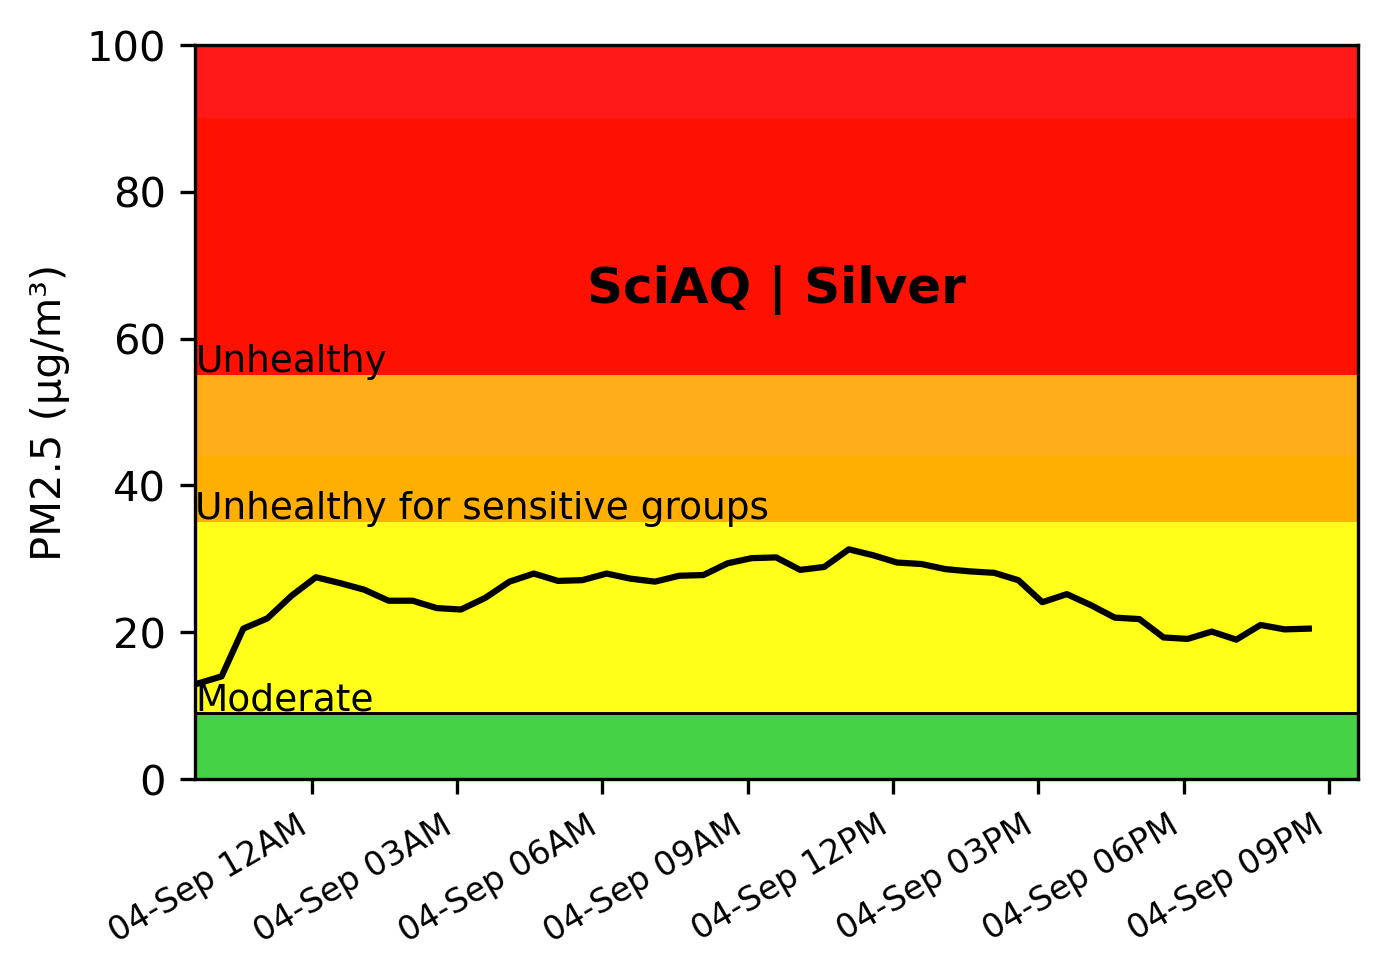 100
80
60
40
20
0
PM2.5 (µg/m³)
SciAQ | Silver
Unhealthy
Unhealthy for sensitive groups
Moderate
04-Sep 12AM
04-Sep 03AM
04-Sep 06AM
04-Sep 09AM
04-Sep 12PM
04-Sep 03PM
04-Sep 06PM
04-Sep 09PM